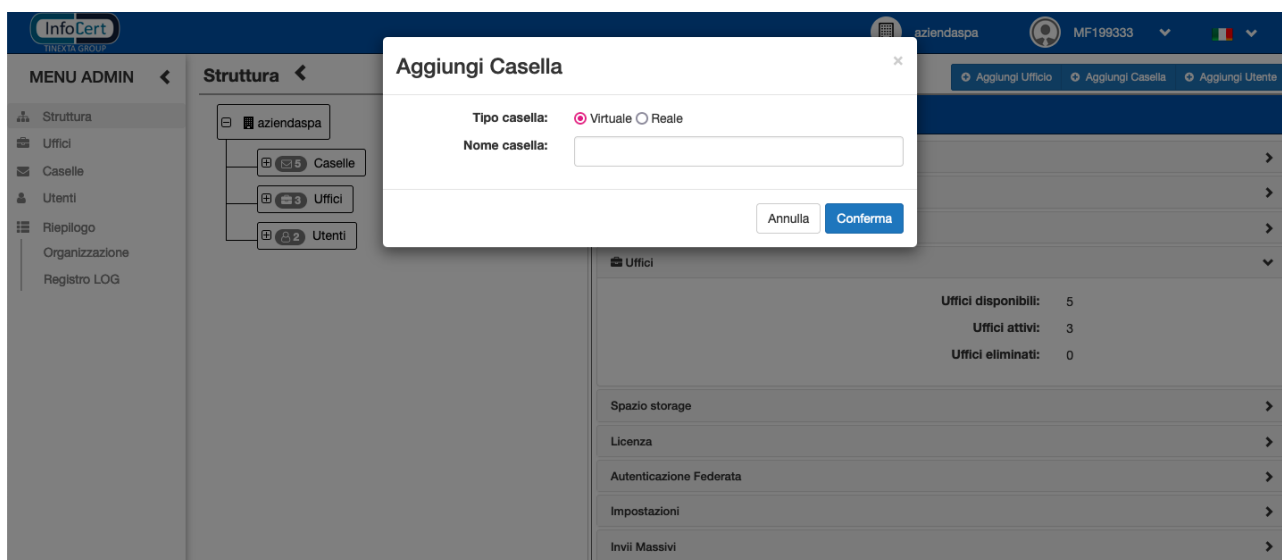 InfoCert
TINEXTA GROUP
aziendaspa
MF199333
MENU ADMIN
Struttura
Aggiungi Ufficio
Aggiungi Casella
Aggiungi Utente
Struttura
Uffici
Caselle
Utenti
Riepilogo
Organizzazione
Registro LOG
aziendaspa
5 Caselle
3 Uffici
2 Utenti
Aggiungi Casella
×
Tipo casella: Virtuale Reale
Nome casella:
Annulla Conferma
Uffici
Uffici disponibili: 5
Uffici attivi: 3
Uffici eliminati: 0
Spazio storage
Licenza
Autenticazione Federata
Impostazioni
Invii Massivi